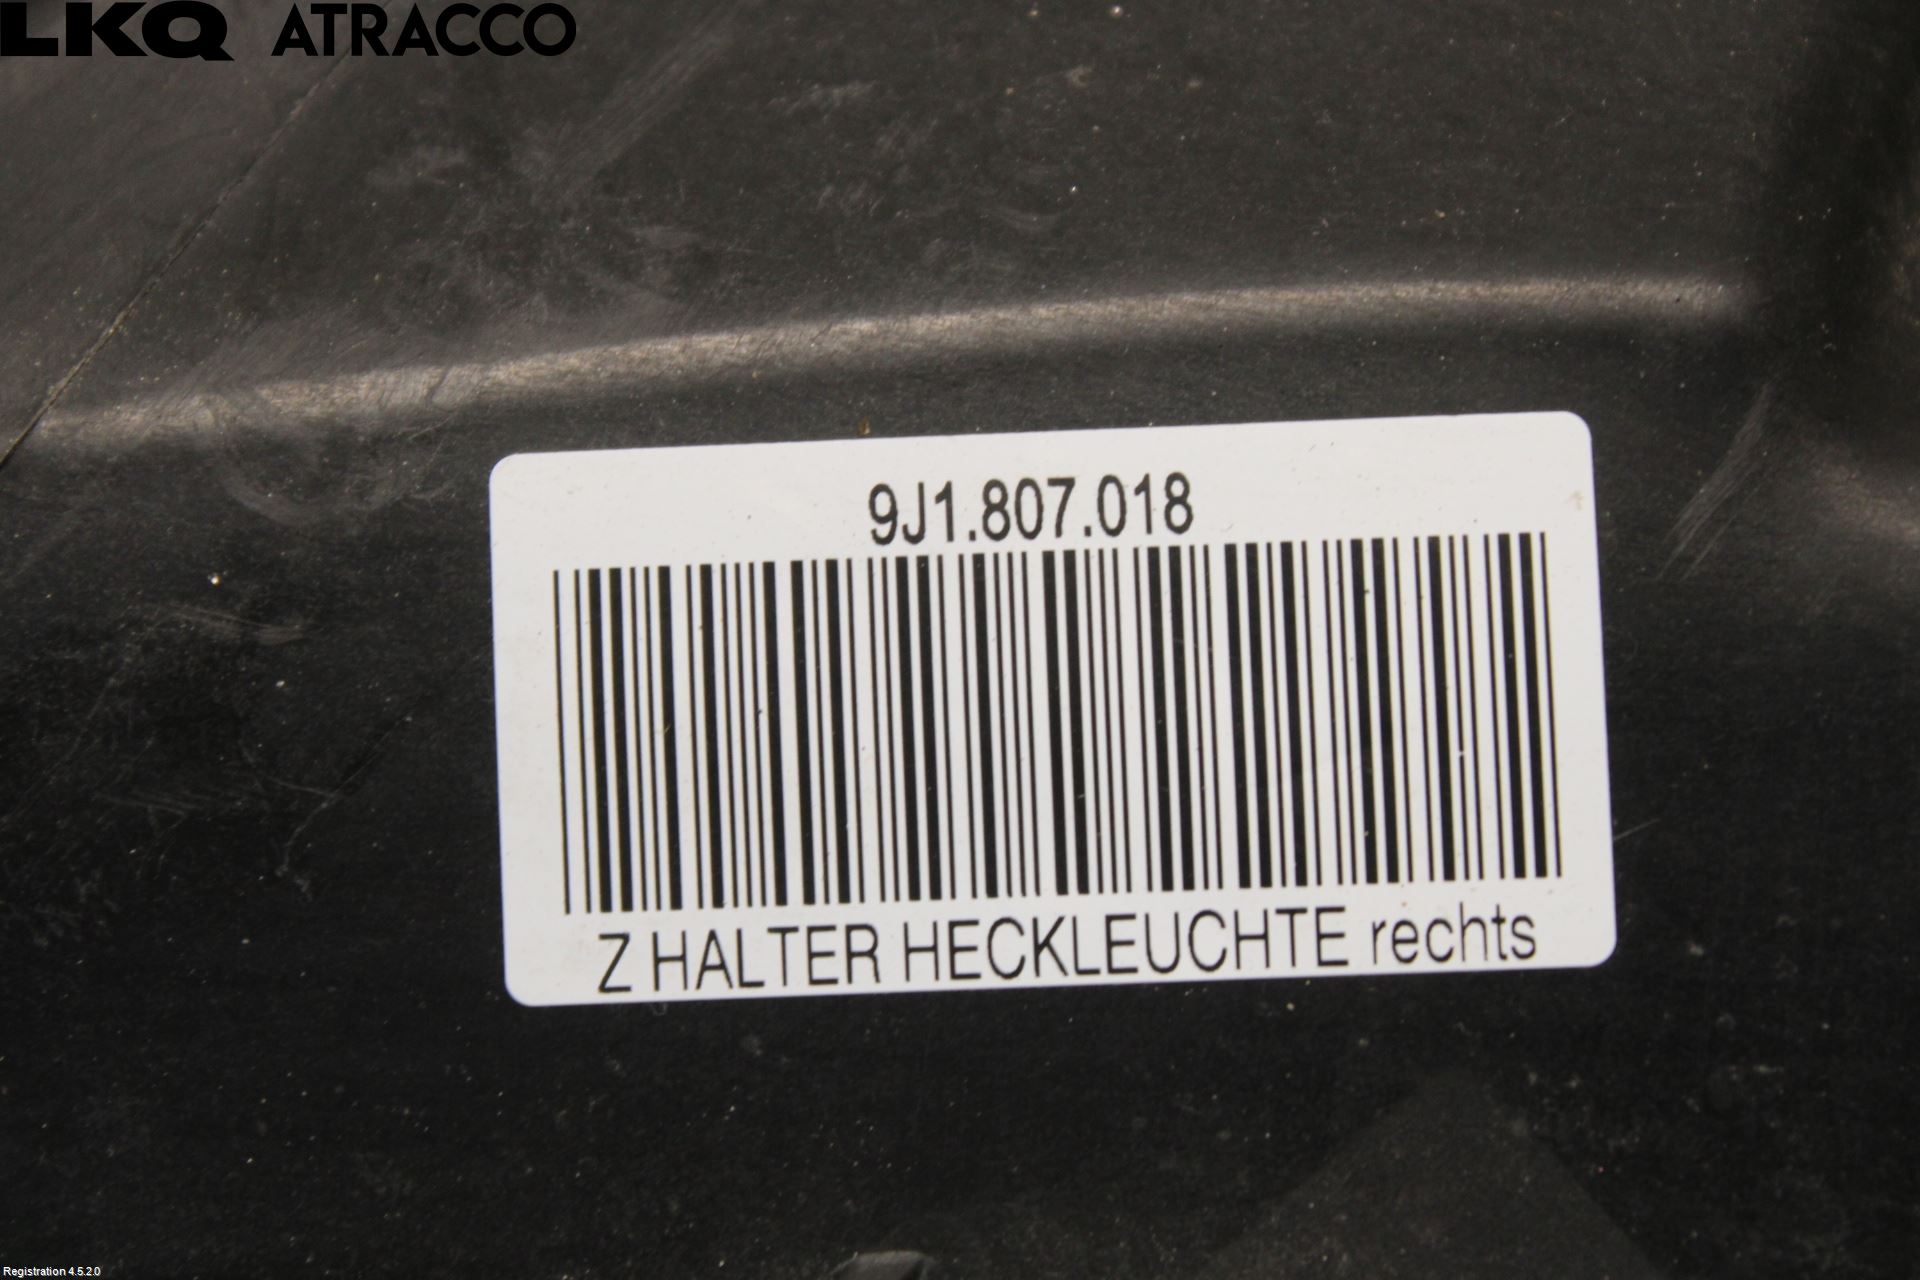 LKQ ATRACCO
9J1.807.018
Z HALTER HECKLEUCHTE rechts
Registration 4.5.2.0